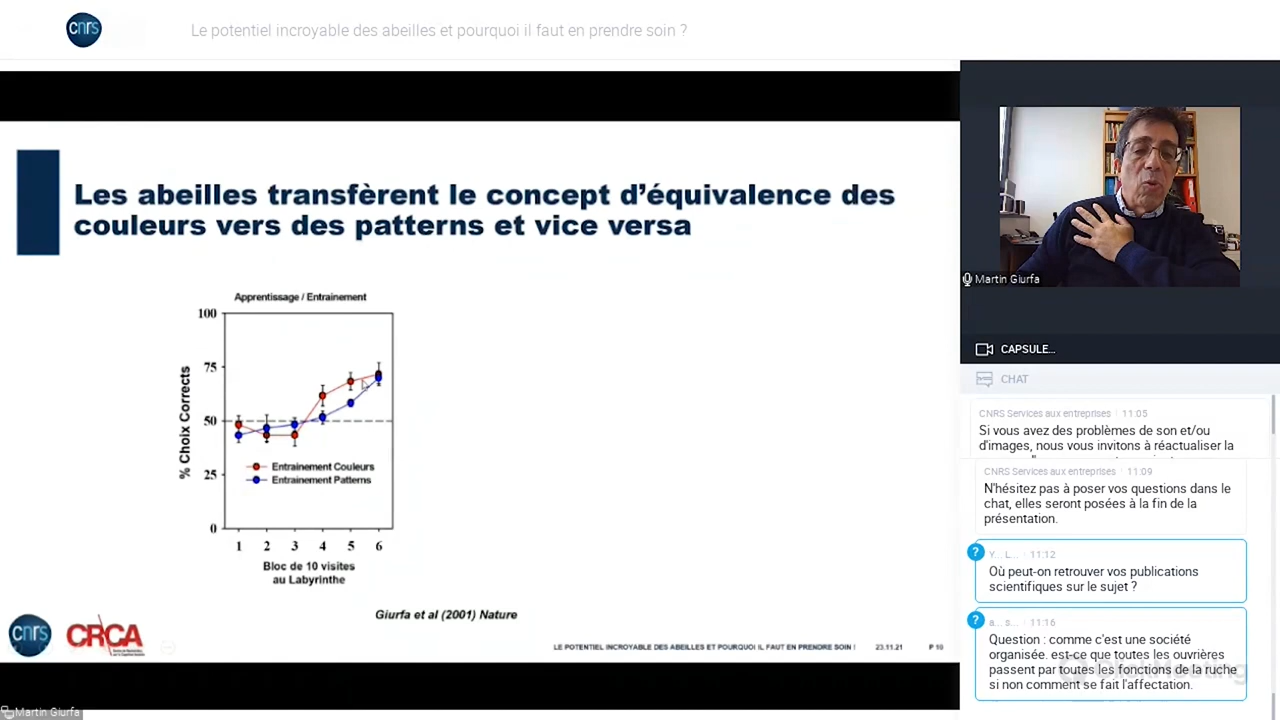 cnrs
Le potentiel incroyable des abeilles et pourquoi il faut en prendre soin ?
Les abeilles transfèrent le concept d'équivalence des
couleurs vers des patterns et vice versa
Apprentissage / Entrainement
100
75
50
25
0
% Choix Corrects
Entrainement Couleurs
Entrainement Patterns
1 2 3 4 5 6
Bloc de 10 visites
au Labyrinthe
Giurfa et al (2001) Nature
cnrs
CRCA
LE POTENTIEL INCROYABLE DES ABEILLES ET POURQUOI IL FAUT EN PRENDRE SOIN !
23.11.21
P 19
Martin Giurfa
Martin Giurfa
CAPSULE...
CHAT
CNRS Services aux entreprises · 11:05
Si vous avez des problèmes de son et/ou
d'images, nous vous invitons à réactualiser la
CNRS Services aux entreprises · 11:09
N'hésitez pas à poser vos questions dans le
chat, elles seront posées à la fin de la
présentation.
?
Y... L... · 11:12
Où peut-on retrouver vos publications
scientifiques sur le sujet ?
?
a... s... · 11:16
Question : comme c'est une société
organisée. est-ce que toutes les ouvrières
passent par toutes les fonctions de la ruche
si non comment se fait l'affectation.